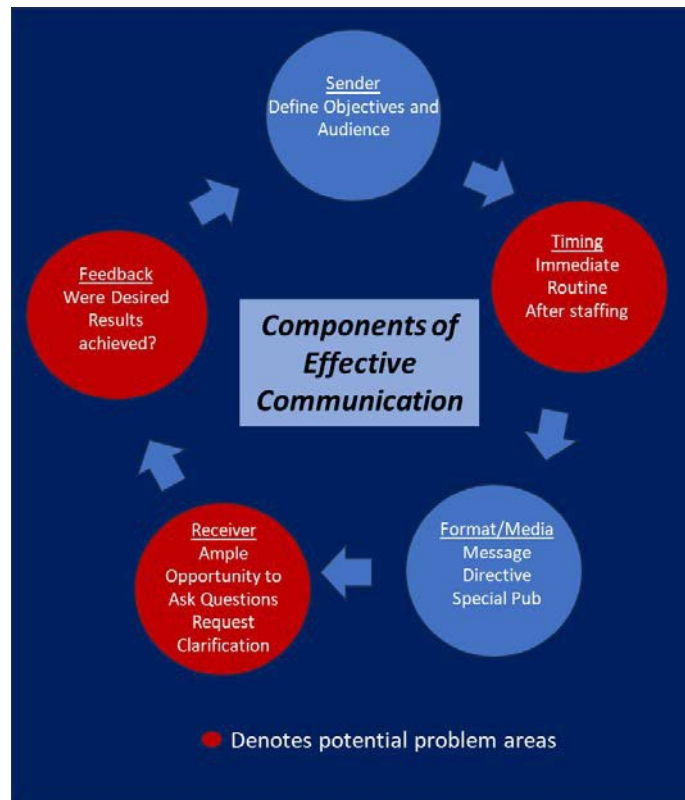 Sender
Define Objectives and
Audience
Timing
Immediate
Routine
After staffing
Format/Media
Message
Directive
Special Pub
Receiver
Ample
Opportunity to
Ask Questions
Request
Clarification
Feedback
Were Desired
Results
achieved?
Components of
Effective
Communication
Denotes potential problem areas